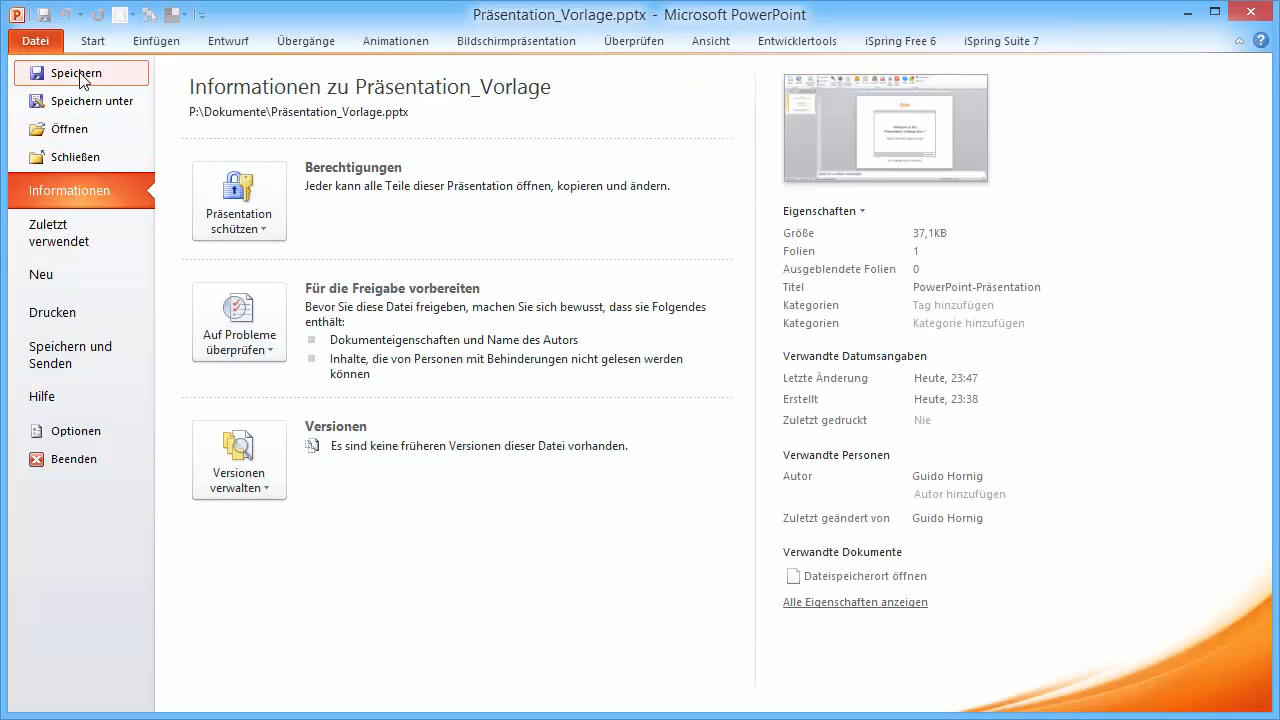 Präsentation_Vorlage.pptx - Microsoft PowerPoint
Datei Start Einfügen Entwurf Übergänge Animationen Bildschirmpräsentation Überprüfen Ansicht Entwicklertools iSpring Free 6 iSpring Suite 7
Speichern
Speichern unter
Öffnen
Schließen
Informationen
Zuletzt
verwendet
Neu
Drucken
Speichern und
Senden
Hilfe
Optionen
Beenden
Informationen zu Präsentation_Vorlage
P:\Dokumente\Präsentation_Vorlage.pptx
Präsentation
schützen
Berechtigungen
Jeder kann alle Teile dieser Präsentation öffnen, kopieren und ändern.
Auf Probleme
überprüfen
Für die Freigabe vorbereiten
Bevor Sie diese Datei freigeben, machen Sie sich bewusst, dass sie Folgendes
enthält:
Dokumenteigenschaften und Name des Autors
Inhalte, die von Personen mit Behinderungen nicht gelesen werden
können
Versionen
verwalten
Versionen
Es sind keine früheren Versionen dieser Datei vorhanden.
Quiz
Eigenschaften
Größe 37,1KB
Folien 1
Ausgeblendete Folien 0
Titel PowerPoint-Präsentation
Kategorien Tag hinzufügen
Kategorien Kategorie hinzufügen
Verwandte Datumsangaben
Letzte Änderung Heute, 23:47
Erstellt Heute, 23:38
Zuletzt gedruckt Nie
Verwandte Personen
Autor Guido Hornig
Autor hinzufügen
Zuletzt geändert von Guido Hornig
Verwandte Dokumente
Dateispeicherort öffnen
Alle Eigenschaften anzeigen